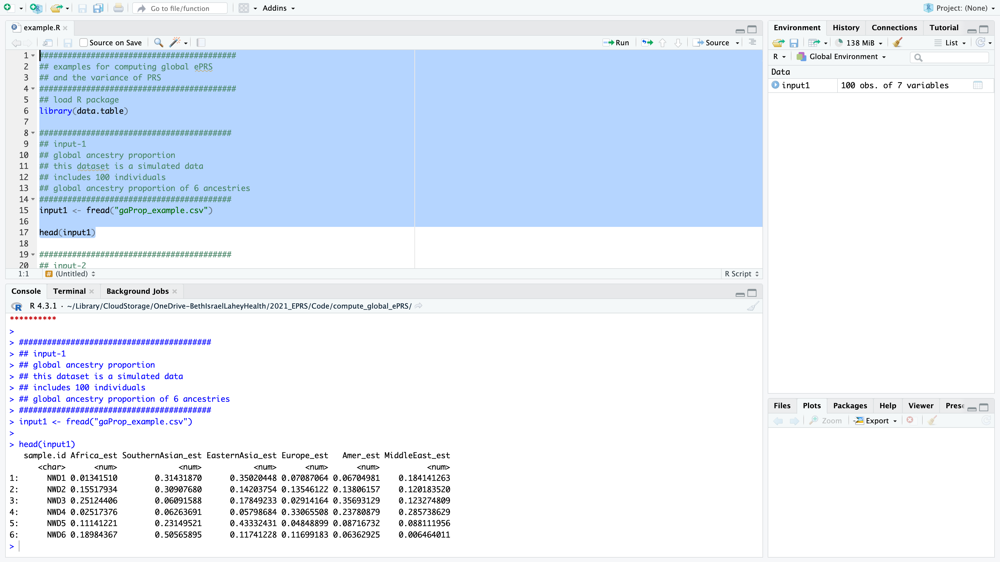 Go to file/function
Addins
Project: (None)
example.R
Source on Save
Run
Source
1 ##########################################
2 ## examples for computing global ePRS
3 ## and the variance of PRS
4 ##########################################
5 ## load R package
6 library(data.table)
7
8 #########################################
9 ## input-1
10 ## global ancestry proportion
11 ## this dataset is a simulated data
12 ## includes 100 individuals
13 ## global ancestry proportion of 6 ancestries
14 #########################################
15 input1 <- fread("gaProp_example.csv")
16
17 head(input1)
18
19 #########################################
20 ## input-2
1:1 # (Untitled) R Script
Console Terminal Background Jobs
R 4.3.1 · ~/Library/CloudStorage/OneDrive-BethIsraelLaheyHealth/2021_EPRS/Code/compute_global_ePRS/
**********
>
> #########################################
> ## input-1
> ## global ancestry proportion
> ## this dataset is a simulated data
> ## includes 100 individuals
> ## global ancestry proportion of 6 ancestries
> #########################################
> input1 <- fread("gaProp_example.csv")
>
> head(input1)
sample.id Africa_est SouthernAsian_est EasternAsia_est Europe_est Amer_est MiddleEast_est
<char> <num> <num> <num> <num> <num> <num>
1: NWD1 0.01341510 0.31431870 0.35020448 0.07087064 0.06704981 0.184141263
2: NWD2 0.15517934 0.30907680 0.14203754 0.13546122 0.13806157 0.120183520
3: NWD3 0.25124406 0.06091588 0.17849233 0.02914164 0.35693129 0.123274809
4: NWD4 0.02517376 0.06263691 0.05798684 0.33065508 0.23780879 0.285738629
5: NWD5 0.11141221 0.23149521 0.43332431 0.04848899 0.08716732 0.088111956
6: NWD6 0.18984367 0.50565895 0.11741228 0.11699183 0.06362925 0.006464011
>
Environment History Connections Tutorial
138 MiB List
R Global Environment
Data
input1 100 obs. of 7 variables
Files Plots Packages Help Viewer Prese
Zoom Export